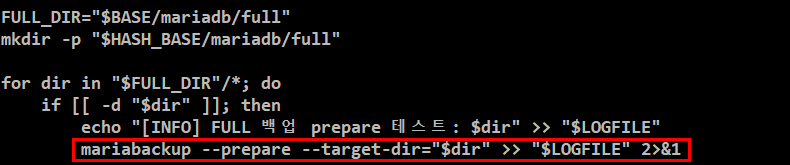 FULL_DIR="$BASE/mariadb/full"
mkdir -p "$HASH_BASE/mariadb/full"
for dir in "$FULL_DIR"/*; do
if [[ -d "$dir" ]]; then
echo "[INFO] FULL 백업 prepare 테스트: $dir" >> "$LOGFILE"
mariabackup --prepare --target-dir="$dir" >> "$LOGFILE" 2>&1